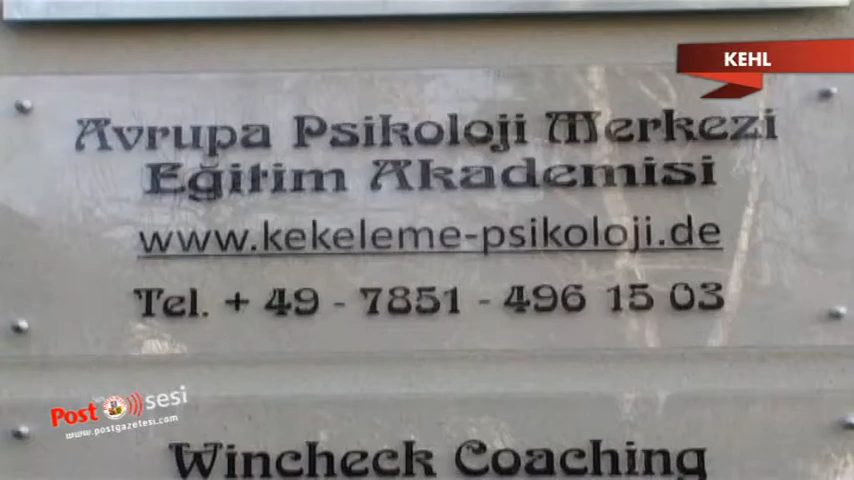 KEHL
Avrupa Psikoloji Merkezi
Eğitim Akademisi
www.kekeleme-psikoloji.de
Tel. + 49 - 7851 - 496 15 03
Post sesi
www.postgazetesi.com
Wincheck Coaching